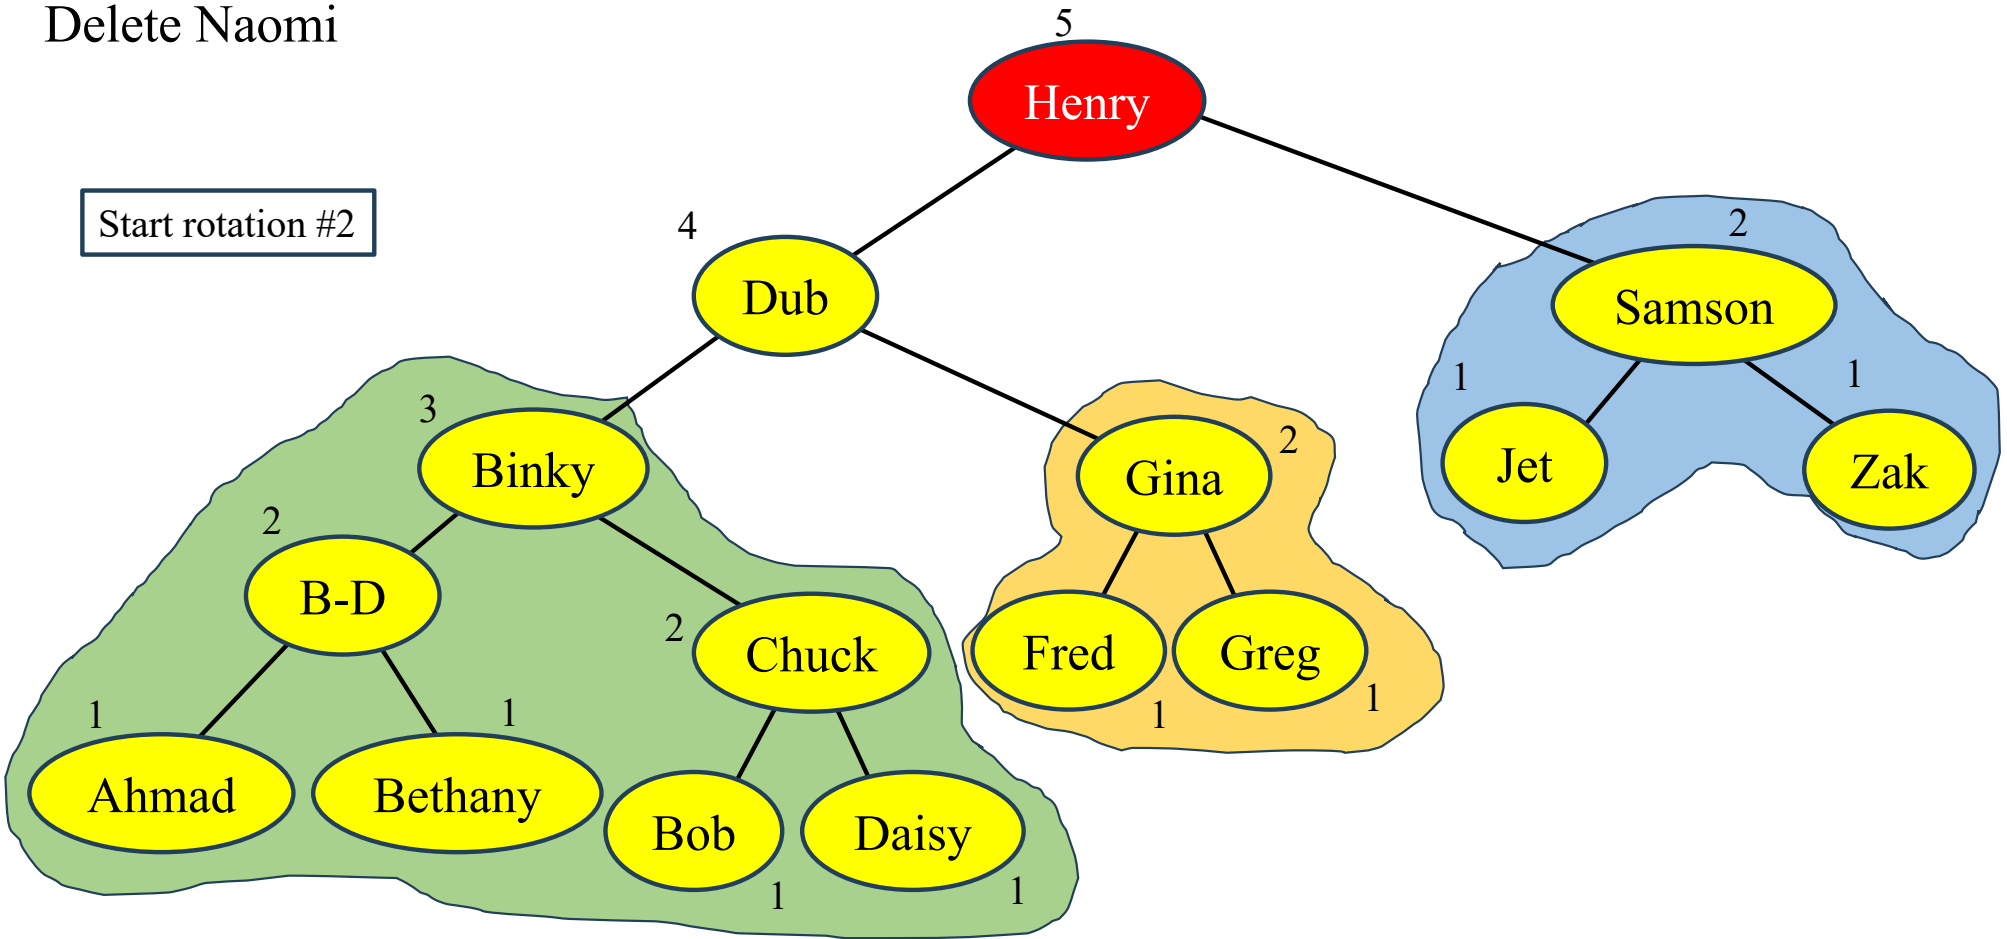 Delete Naomi
5
Henry
Start rotation #2
4
Dub
2
Samson
1
Jet
1
Zak
3
Binky
2
Gina
2
B-D
2
Chuck
Fred
1
Greg
1
1
Ahmad
1
Bethany
Bob
1
Daisy
1